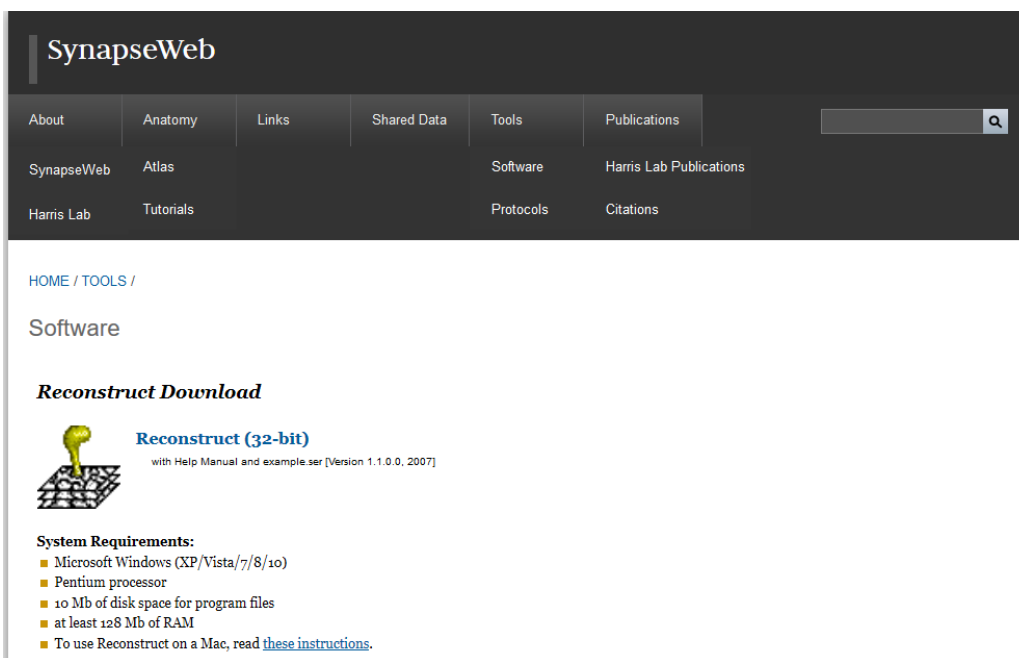 SynapseWeb
About Anatomy Links Shared Data Tools Publications
SynapseWeb Atlas Software Harris Lab Publications
Harris Lab Tutorials Protocols Citations
HOME / TOOLS /
Software
Reconstruct Download
Reconstruct (32-bit)
with Help Manual and example.ser [Version 1.1.0.0, 2007]
System Requirements:
Microsoft Windows (XP/Vista/7/8/10)
Pentium processor
10 Mb of disk space for program files
at least 128 Mb of RAM
To use Reconstruct on a Mac, read these instructions.